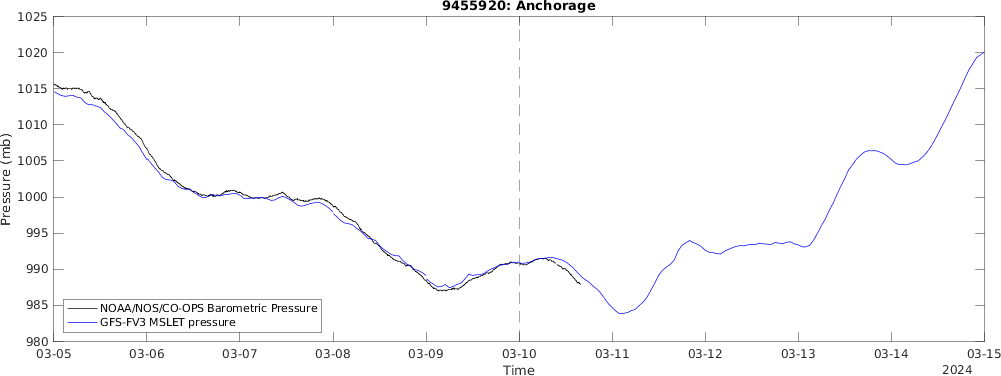 9455920: Anchorage
1025
1020
1015
1010
1005
1000
995
990
985
980
Pressure (mb)
NOAA/NOS/CO-OPS Barometric Pressure
GFS-FV3 MSLET pressure
03-05 03-06 03-07 03-08 03-09 03-10 03-11 03-12 03-13 03-14 03-15
Time
2024